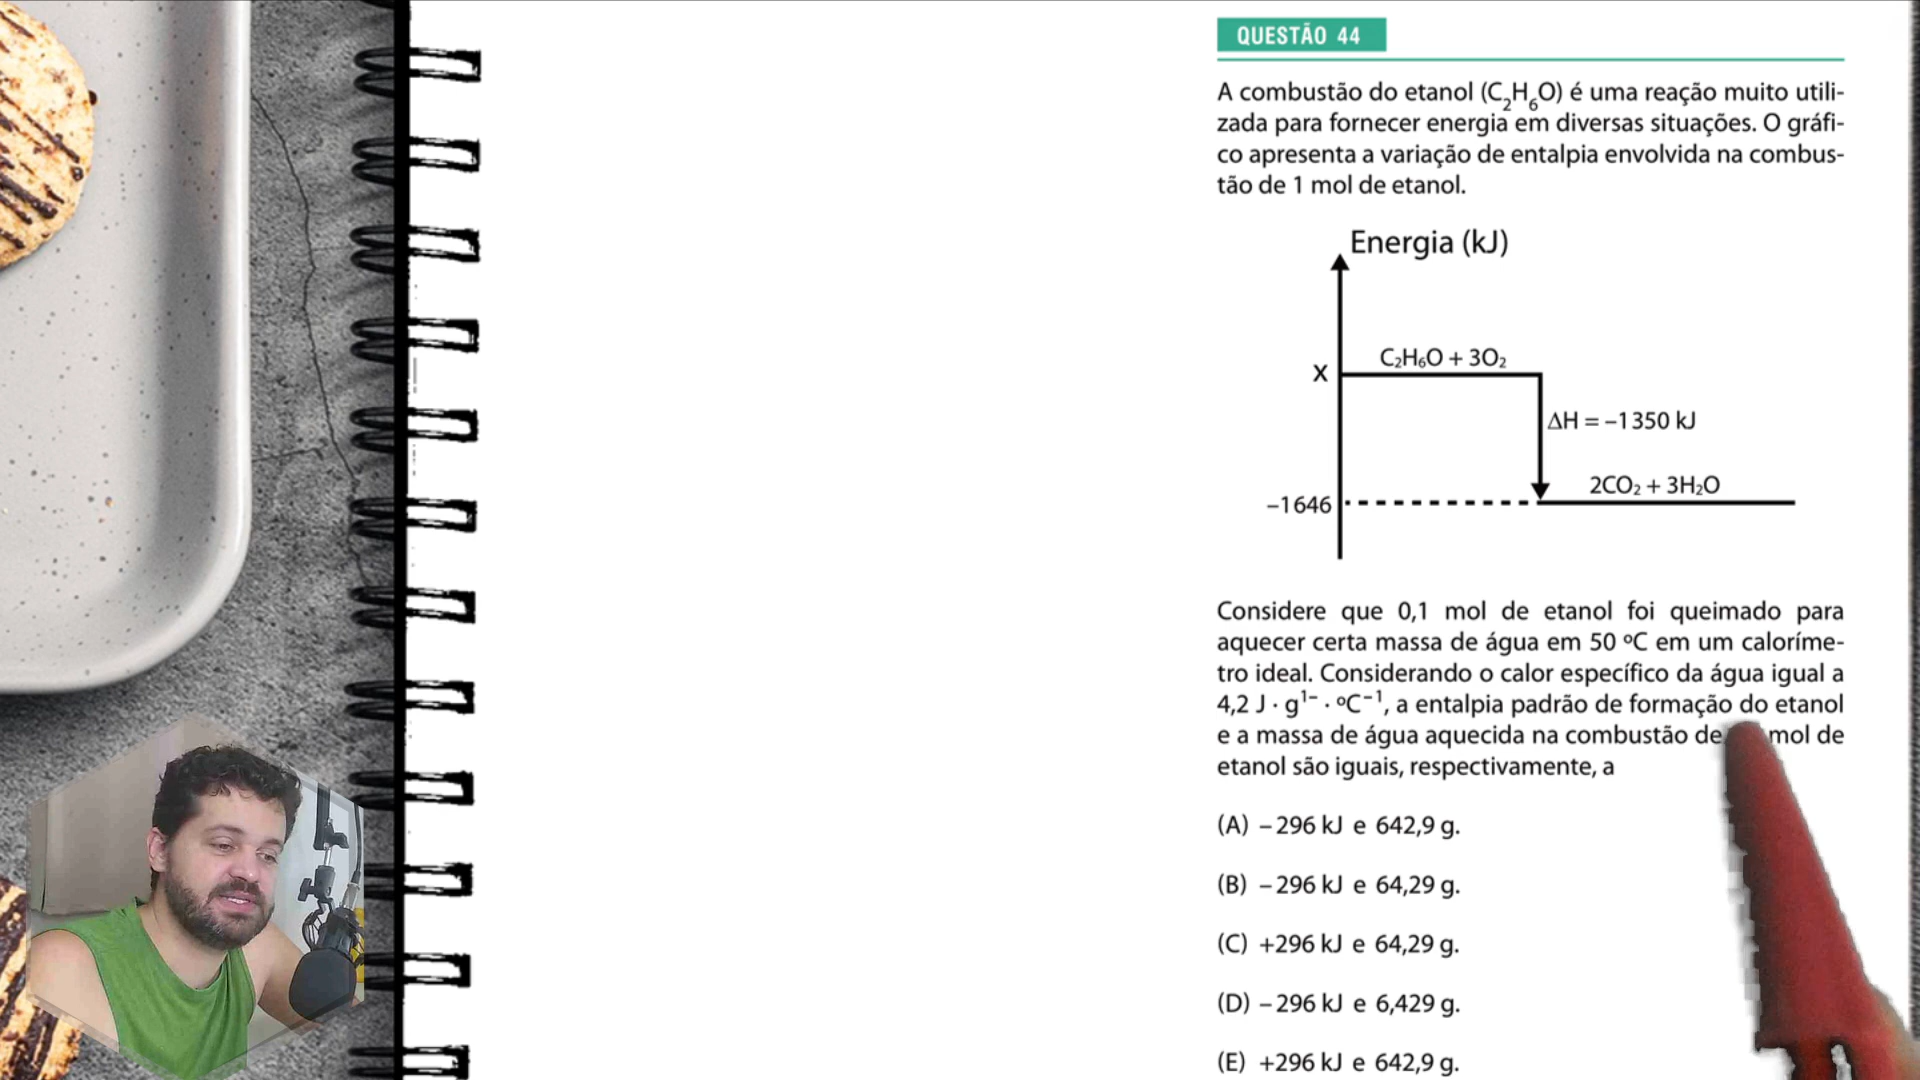 QUESTÃO 44
A combustão do etanol (C₂H₆O) é uma reação muito utili-
zada para fornecer energia em diversas situações. O gráfi-
co apresenta a variação de entalpia envolvida na combus-
tão de 1 mol de etanol.
Energia (kJ)
C₂H₆O + 3O₂
X
ΔH = –1350 kJ
2CO₂ + 3H₂O
–1646
Considere que 0,1 mol de etanol foi queimado para
aquecer certa massa de água em 50 ºC em um caloríme-
tro ideal. Considerando o calor específico da água igual a
4,2 J · g¹⁻ · ºC⁻¹, a entalpia padrão de formação do etanol
e a massa de água aquecida na combustão de mol de
etanol são iguais, respectivamente, a
(A) – 296 kJ e 642,9 g.
(B) – 296 kJ e 64,29 g.
(C) +296 kJ e 64,29 g.
(D) – 296 kJ e 6,429 g.
(E) +296 kJ e 642,9 g.